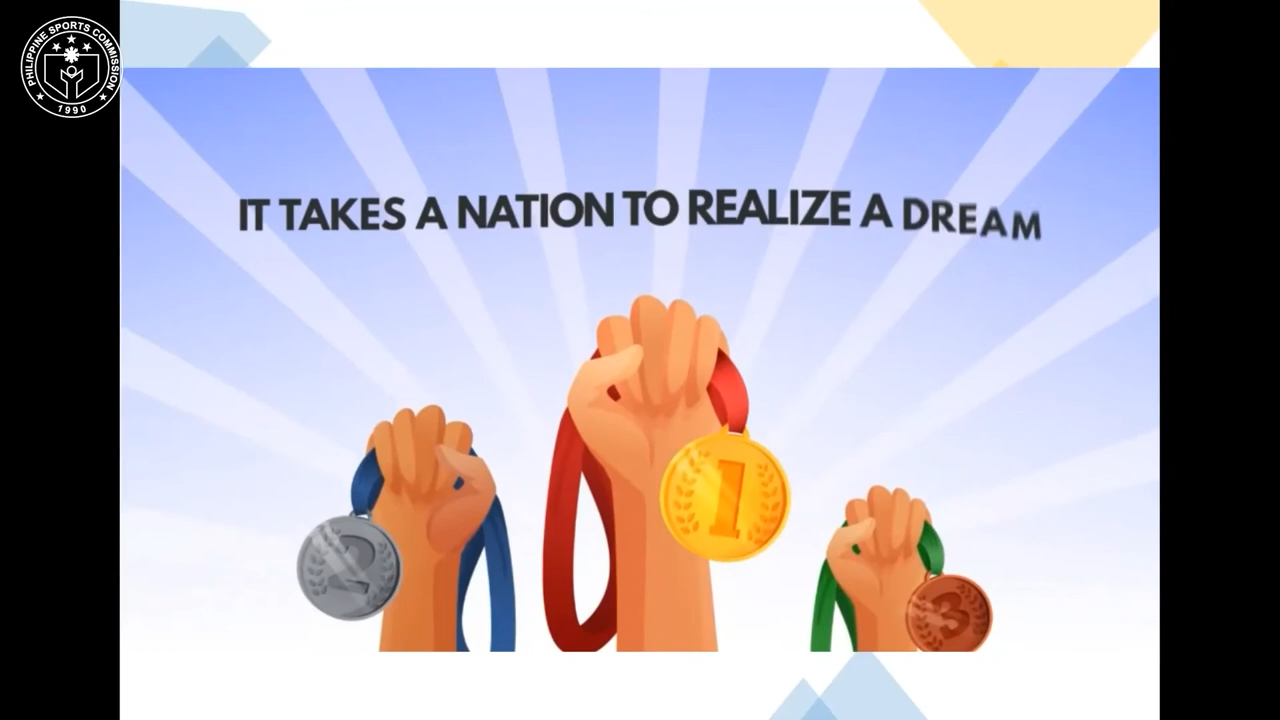 PHILIPPINE SPORTS COMMISSION
1990
IT TAKES A NATION TO REALIZE A DREAM
2
1
3